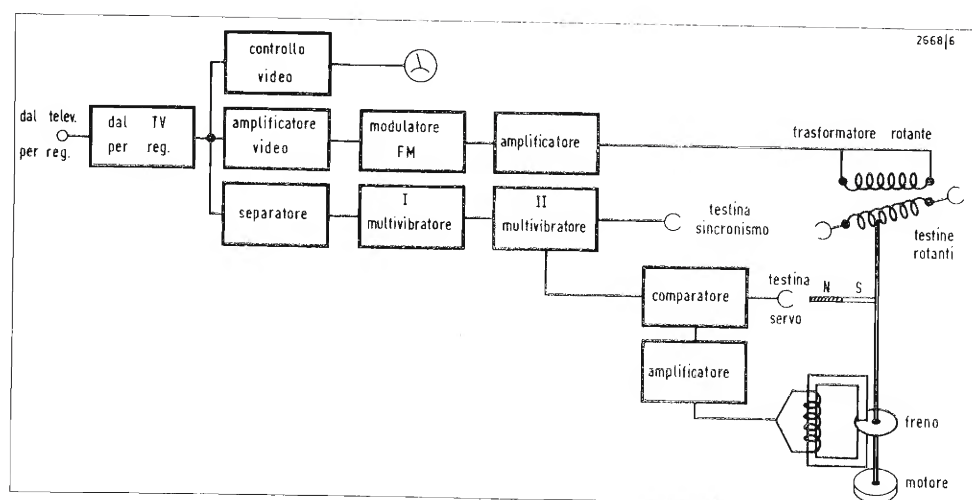 2668/6
controllo
video
dal telev.
per reg.
dal TV
per reg.
amplificatore
video
modulatore
FM
amplificatore
trasformatore rotante
separatore
I
multivibratore
II
multivibratore
testina
sincronismo
testine
rotanti
comparatore
testina
servo
N S
amplificatore
freno
motore